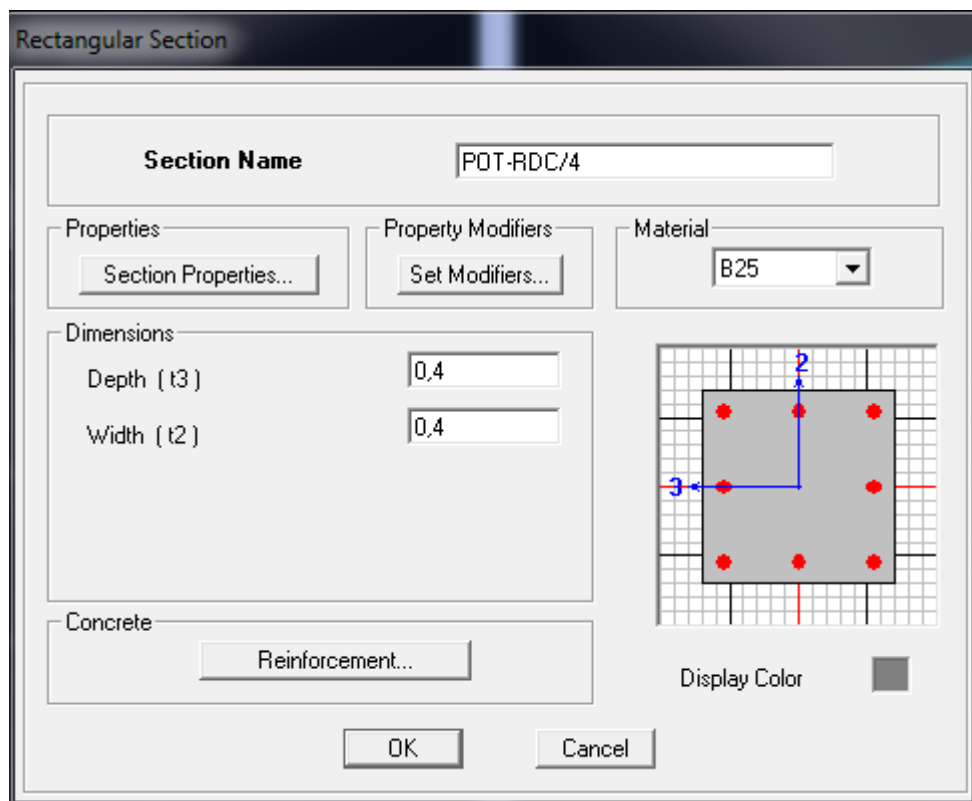 Rectangular Section
Section Name POT-RDC/4
Properties
Section Properties...
Property Modifiers
Set Modifiers...
Material
B25
Dimensions
Depth ( t3 ) 0,4
Width ( t2 ) 0,4
2
3
Concrete
Reinforcement...
Display Color
OK
Cancel